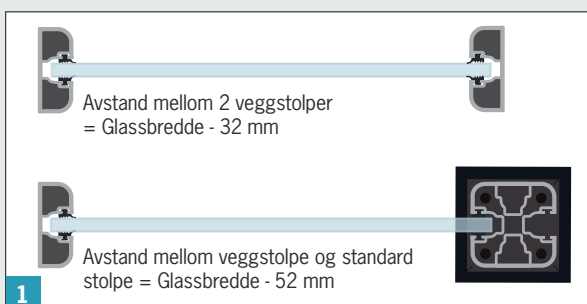 Avstand mellom 2 veggstolper
= Glassbredde - 32 mm
Avstand mellom veggstolpe og standard
stolpe = Glassbredde - 52 mm
1